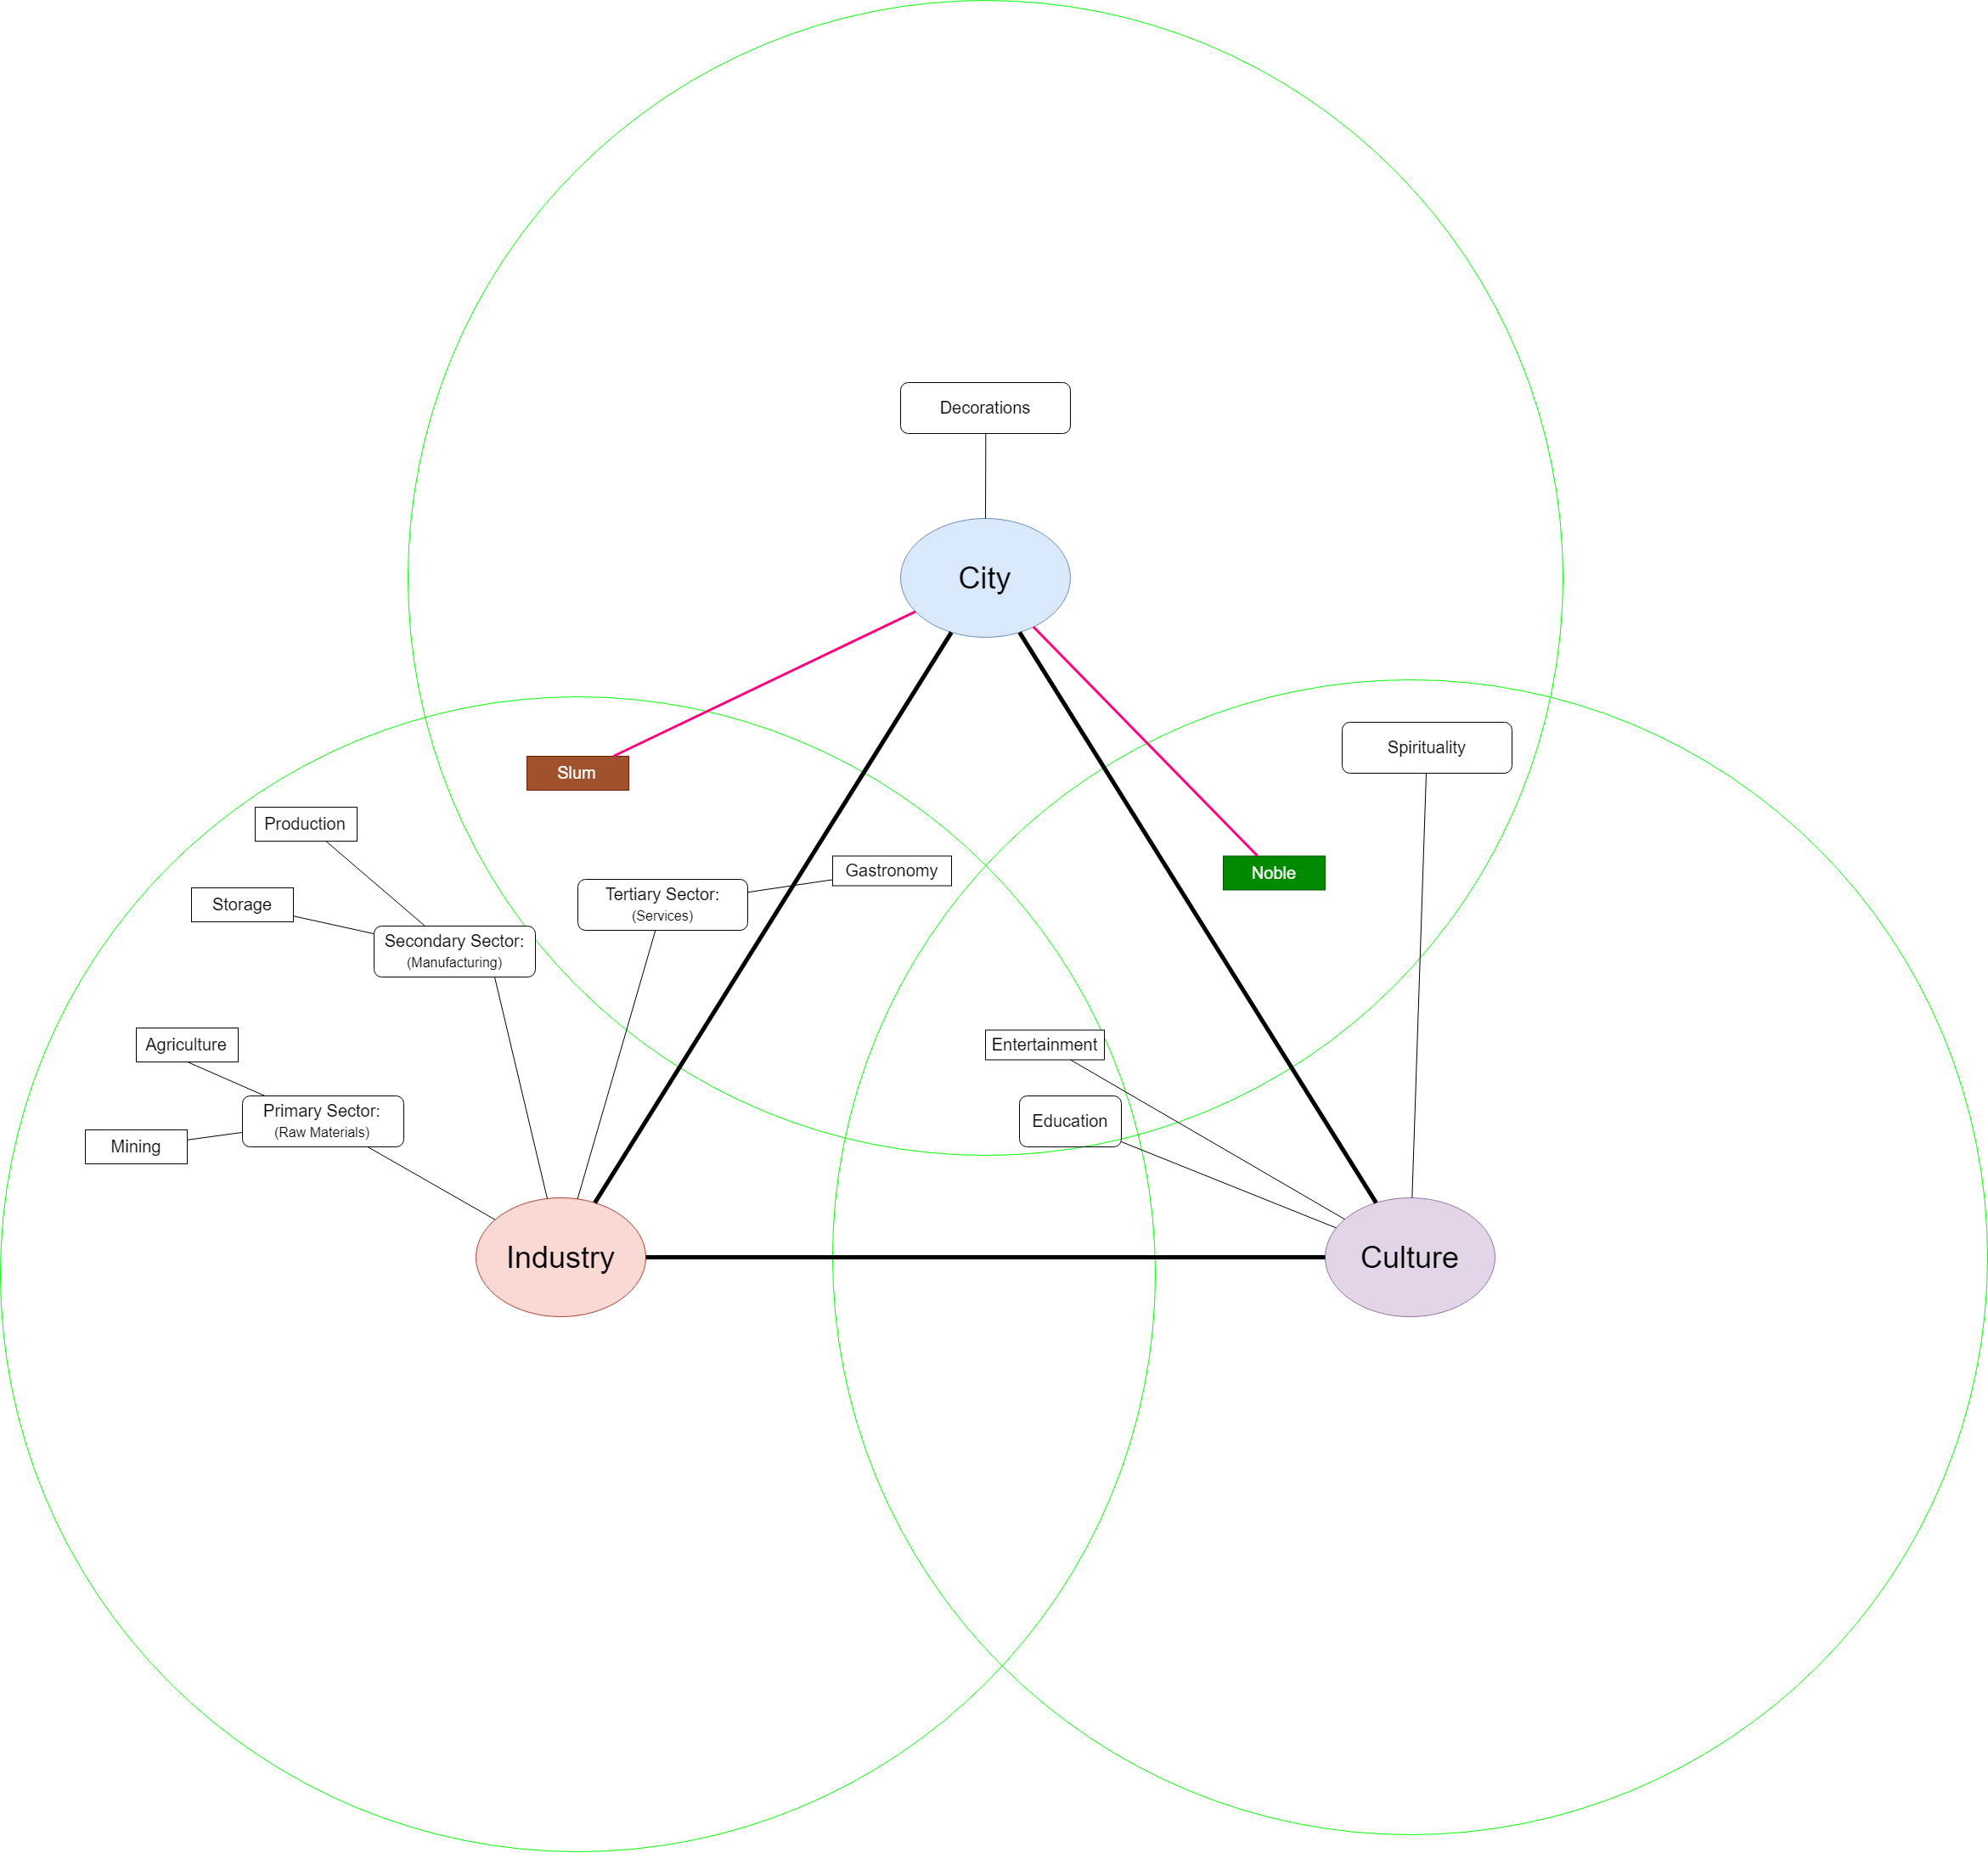 Decorations
City
Spirituality
Slum
Production
Gastronomy
Noble
Tertiary Sector:
(Services)
Storage
Secondary Sector:
(Manufacturing)
Agriculture
Entertainment
Primary Sector:
(Raw Materials)
Education
Mining
Industry
Culture